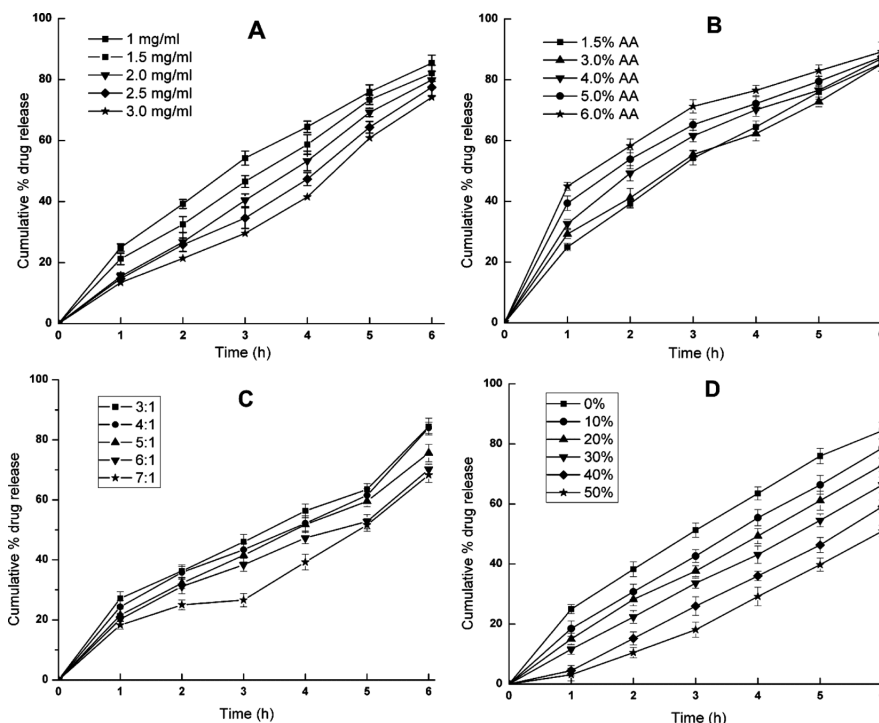 A
1 mg/ml
1.5 mg/ml
2.0 mg/ml
2.5 mg/ml
3.0 mg/ml
Cumulative % drug release
100
80
60
40
20
0
0 1 2 3 4 5 6
Time (h)
B
1.5% AA
3.0% AA
4.0% AA
5.0% AA
6.0% AA
Cumulative % drug release
100
80
60
40
20
0
0 1 2 3 4 5 6
Time (h)
C
3:1
4:1
5:1
6:1
7:1
Cumulative % drug release
100
80
60
40
20
0
0 1 2 3 4 5 6
Time (h)
D
0%
10%
20%
30%
40%
50%
Cumulative % drug release
100
80
60
40
20
0
0 1 2 3 4 5 6
Time (h)